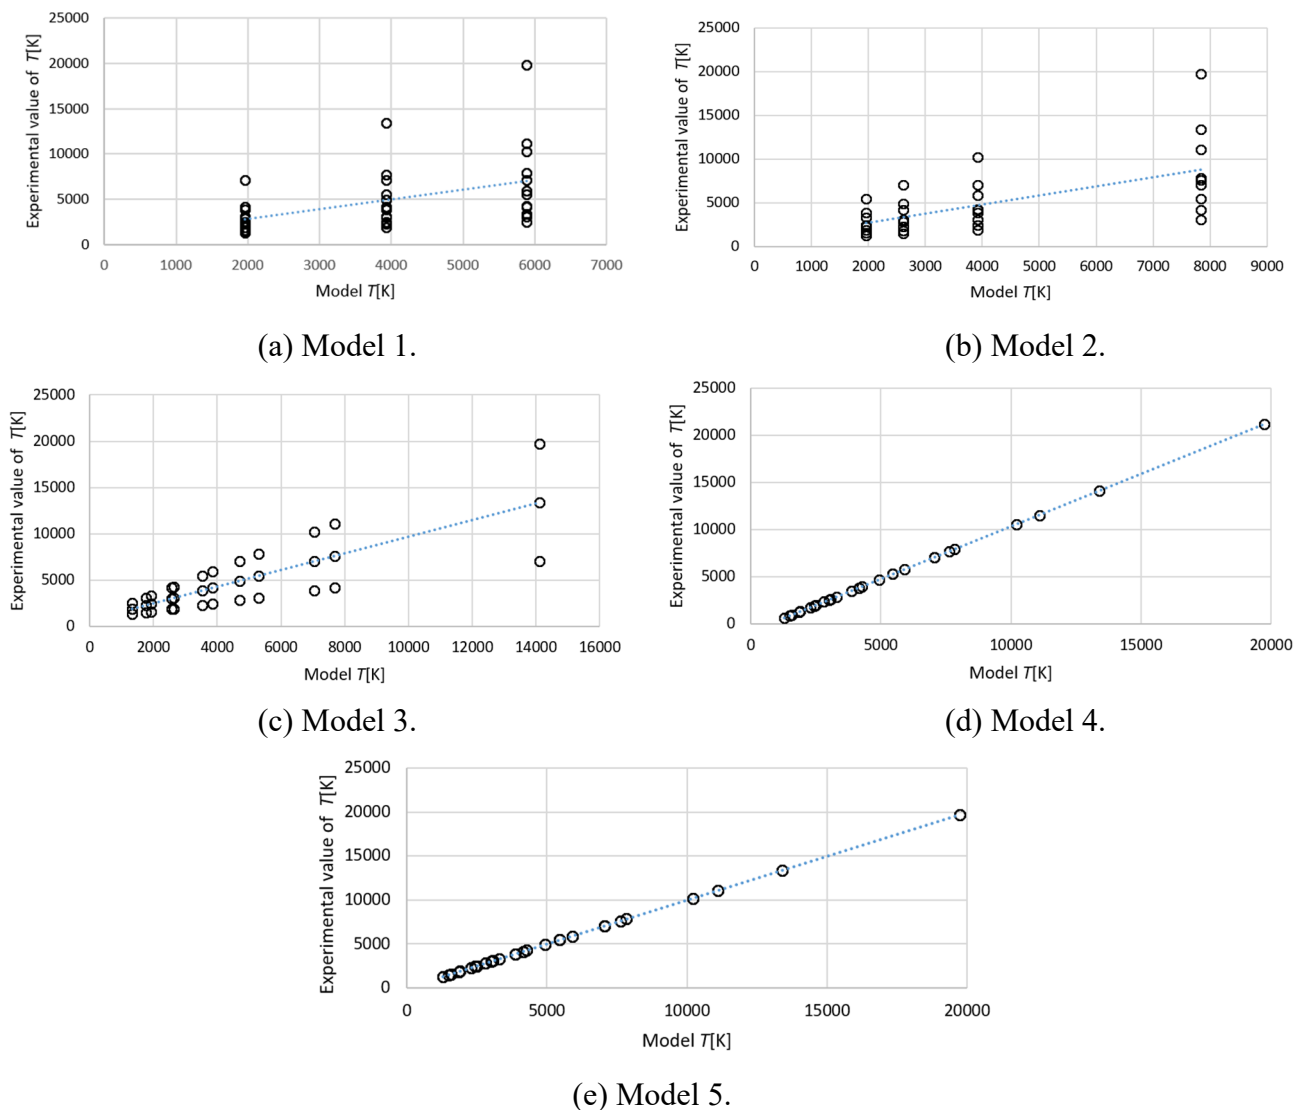 Experimental value of T[K]
25000
20000
15000
10000
5000
0
0 1000 2000 3000 4000 5000 6000 7000
Model T[K]
(a) Model 1.
Experimental value of T[K]
25000
20000
15000
10000
5000
0
0 1000 2000 3000 4000 5000 6000 7000 8000 9000
Model T[K]
(b) Model 2.
Experimental value of T[K]
25000
20000
15000
10000
5000
0
0 2000 4000 6000 8000 10000 12000 14000 16000
Model T[K]
(c) Model 3.
Experimental value of T[K]
25000
20000
15000
10000
5000
0
0 5000 10000 15000 20000
Model T[K]
(d) Model 4.
Experimental value of T[K]
25000
20000
15000
10000
5000
0
0 5000 10000 15000 20000
Model T[K]
(e) Model 5.